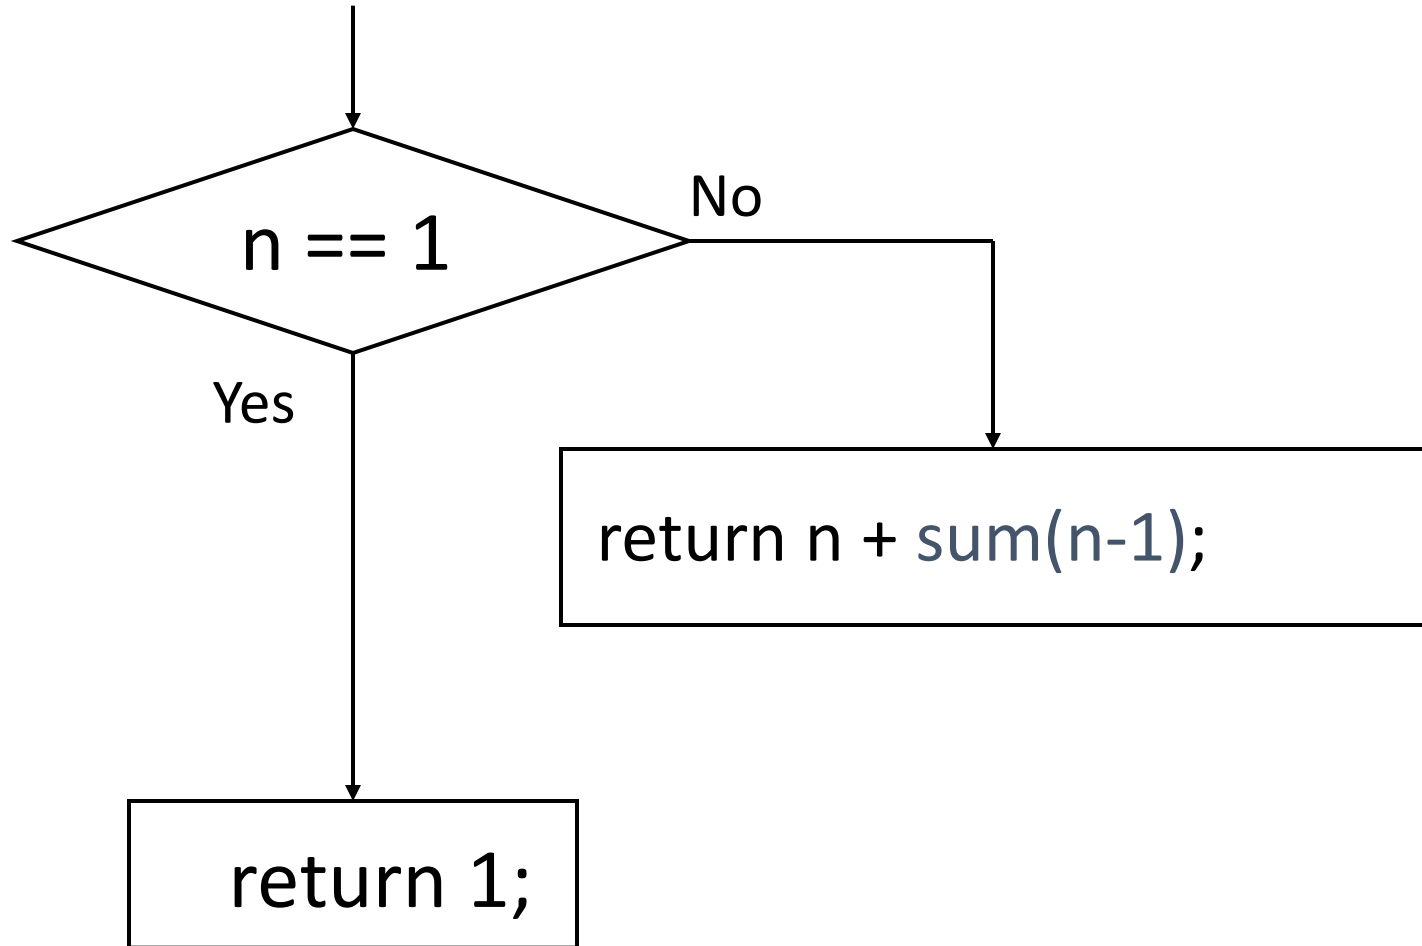 n == 1
No
Yes
return n + sum(n-1);
return 1;